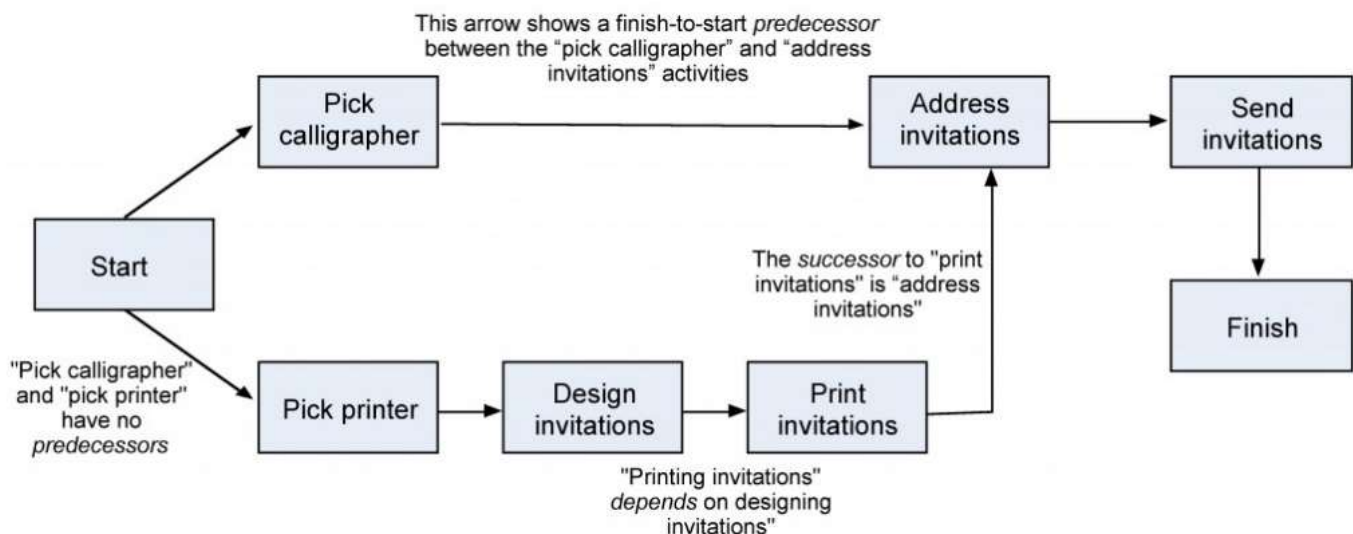 This arrow shows a finish-to-start predecessor
between the “pick calligrapher” and “address
invitations” activities
Pick
calligrapher
Address
invitations
Send
invitations
Start
The successor to "print
invitations" is “address
invitations"
Finish
"Pick calligrapher"
and "pick printer"
have no
predecessors
Pick printer
Design
invitations
Print
invitations
"Printing invitations"
depends on designing
invitations"